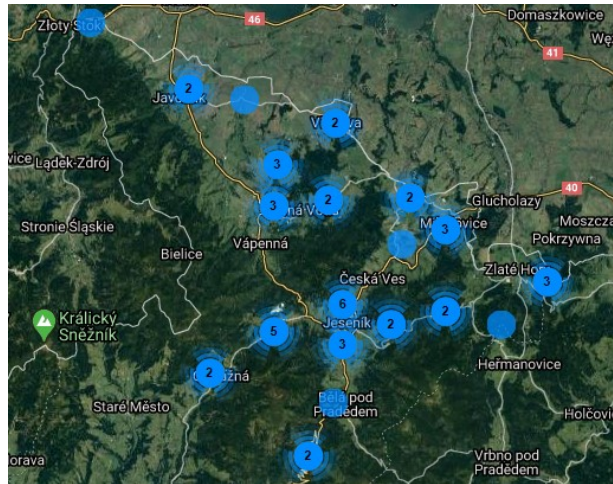 46
Domaszkowice
Złoty Stok
41
2
2
3
Lądek-Zdrój
40
2
2
3
Głuchołazy
Moszcza
3
Stronie Śląskie
Pokrzywna
Vápenná
Bielice
Zlaté Hory
Česká Ves
3
6
2
Králický
Sněžník
Jeseník
2
5
3
Heřmanovice
2
Bělá pod
Pradědem
Staré Město
Holčovi
2
Vrbno pod
Pradědem